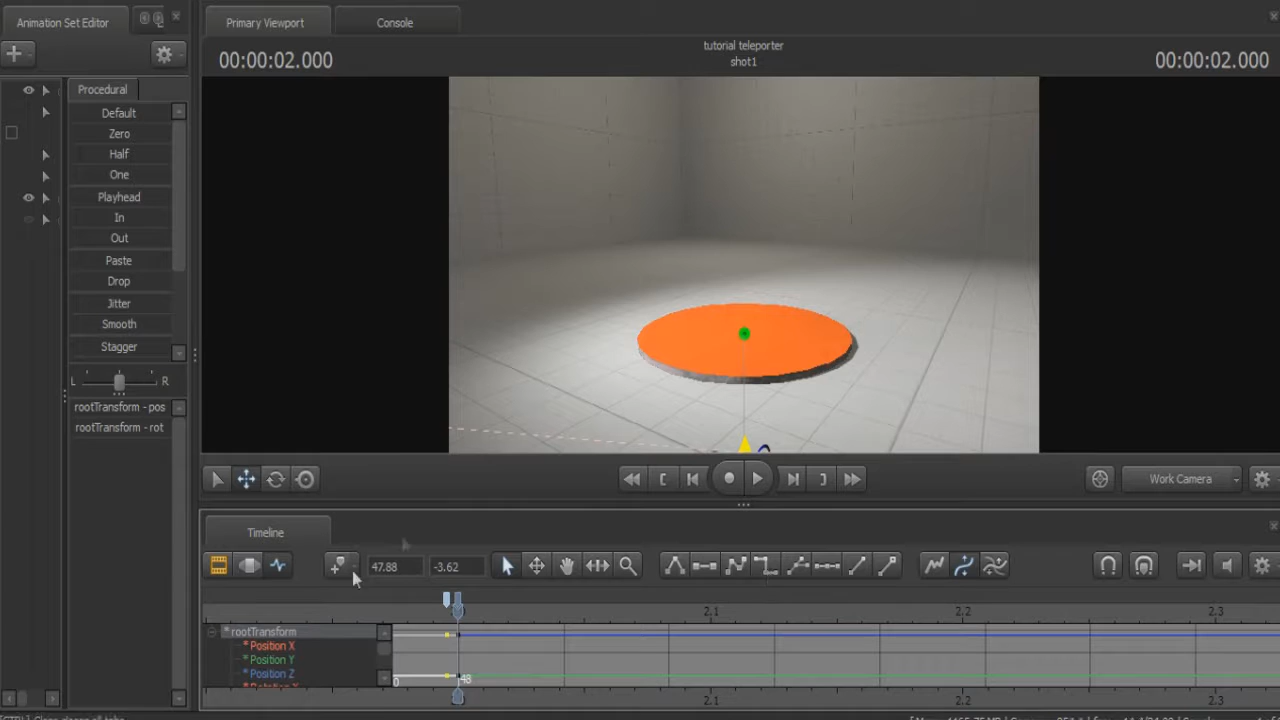 Animation Set Editor
Primary Viewport
Console
00:00:02.000
tutorial teleporter
shot1
00:00:02.000
Procedural
Default
Zero
Half
One
Playhead
In
Out
Paste
Drop
Jitter
Smooth
Stagger
L
R
rootTransform - pos
rootTransform - rot
Work Camera
Timeline
47.88
-3.62
2.1
2.2
2.3
*rootTransform
*Position X
*Position Y
*Position Z
0
48
2.1
2.2
2.3